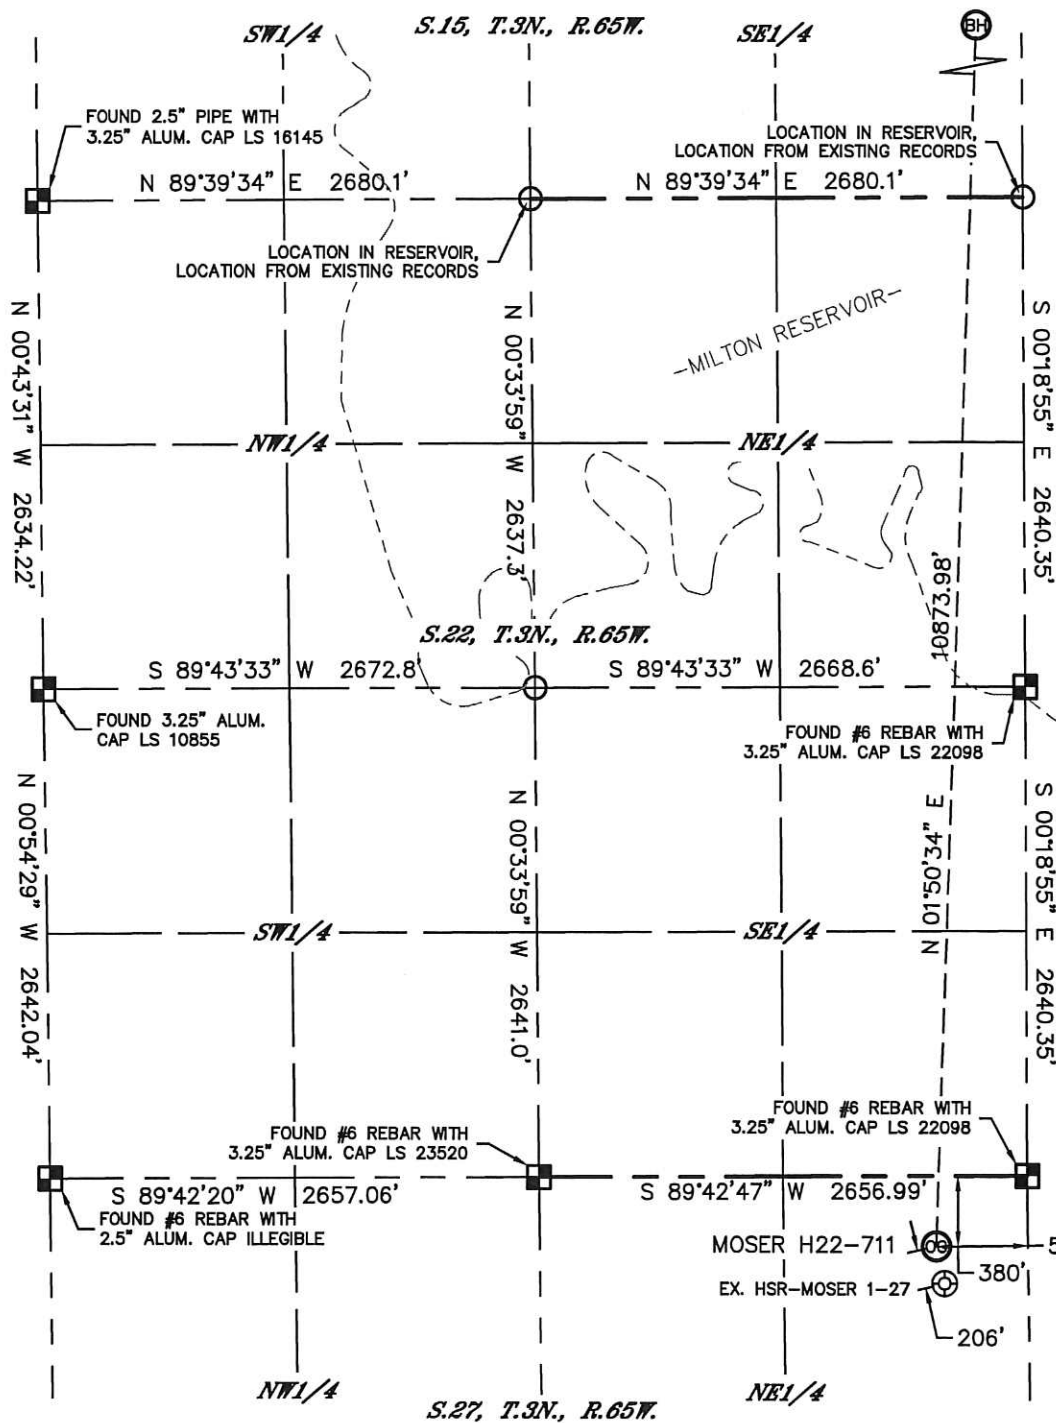 SW1/4
S.15, T.3N., R.65W.
SE1/4
BH
FOUND 2.5" PIPE WITH
3.25" ALUM. CAP LS 16145
LOCATION IN RESERVOIR,
LOCATION FROM EXISTING RECORDS
N 89°39'34" E 2680.1'
N 89°39'34" E 2680.1'
LOCATION IN RESERVOIR,
LOCATION FROM EXISTING RECORDS
N 00°43'31" W 2634.22'
N 00°33'59" W 2637.3'
-MILTON RESERVOIR-
S 00°18'55" E 2640.35'
NW1/4
NE1/4
10873.98'
S.22, T.3N., R.65W.
S 89°43'33" W 2672.8'
S 89°43'33" W 2668.6'
FOUND 3.25" ALUM.
CAP LS 10855
FOUND #6 REBAR WITH
3.25" ALUM. CAP LS 22098
N 00°54'29" W 2642.04'
N 00°33'59" W 2641.0'
N 01°50'34" E
S 00°18'55" E 2640.35'
SW1/4
SE1/4
FOUND #6 REBAR WITH
3.25" ALUM. CAP LS 23520
FOUND #6 REBAR WITH
3.25" ALUM. CAP LS 22098
S 89°42'20" W 2657.06'
S 89°42'47" W 2656.99'
FOUND #6 REBAR WITH
2.5" ALUM. CAP ILLEGIBLE
MOSER H22-711
OG
5
380'
EX. HSR-MOSER 1-27
206'
NW1/4
NE1/4
S.27, T.3N., R.65W.